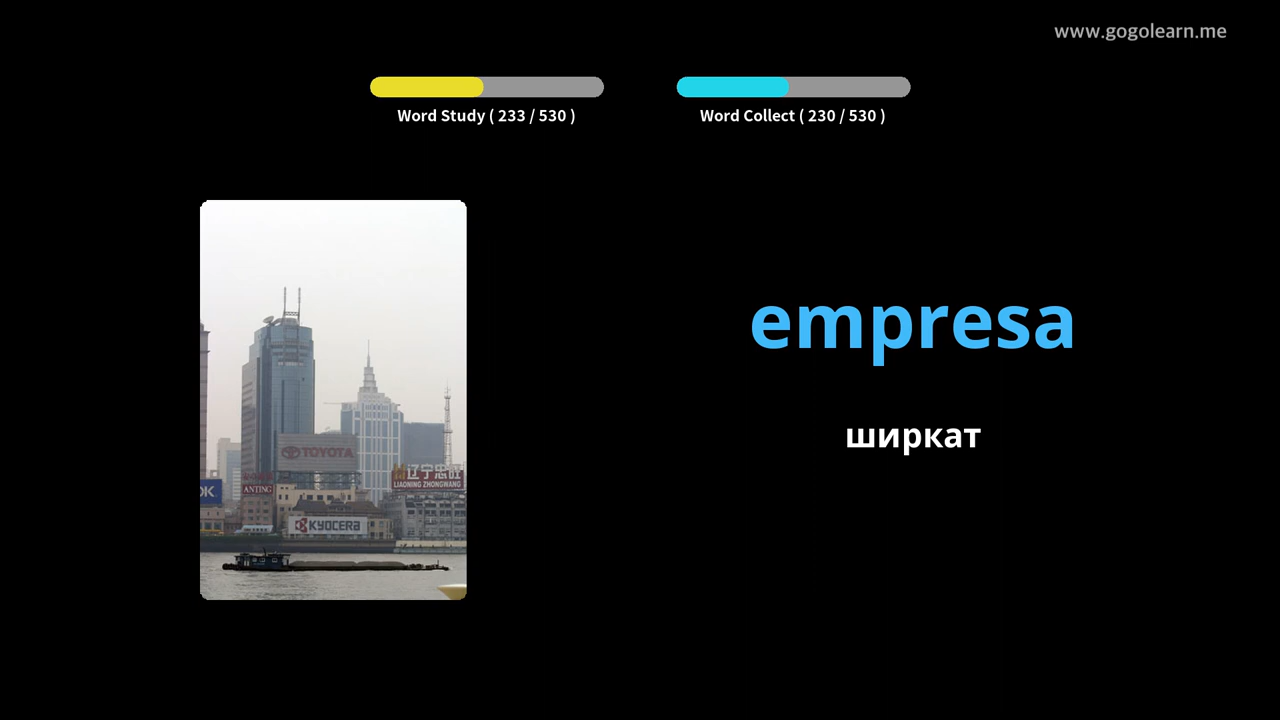 www.gogolearn.me
Word Study ( 233 / 530 )
Word Collect ( 230 / 530 )
empresa
ширкат
TOYOTA
辽宁忠旺
LIAONING ZHONGWANG
ANTING
KYOCERA